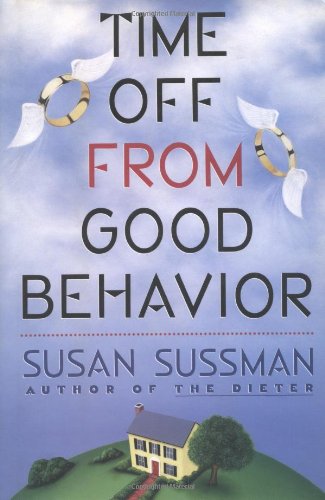 TIME
OFF
FROM
GOOD
BEHAVIOR
SUSAN SUSSMAN
AUTHOR OF THE DIETER